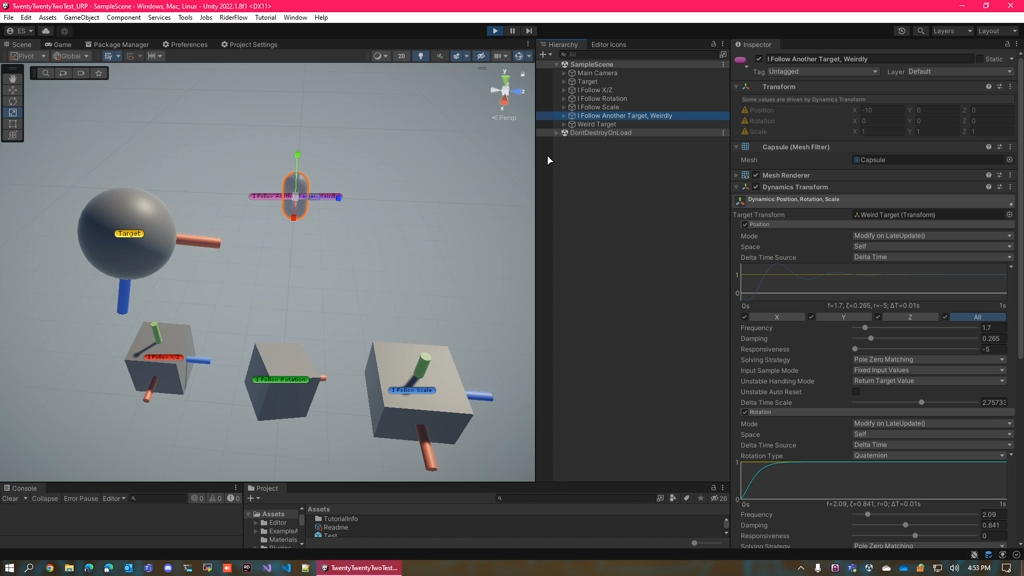 TwentyTwentyTwoTest_URP - SampleScene - Windows, Mac, Linux - Unity 2022.1.8f1 <DX11>
File Edit Assets GameObject Component Services Tools Jobs RiderFlow Tutorial Window Help
ES Layers Layout
Scene Game Package Manager Preferences Project Settings
Pivot Global 2D
y
z
x
Persp
Target
I Follow X/Z
I Follow Rotation
I Follow Scale
Hierarchy Editor Icons
All
SampleScene
Main Camera
Target
I Follow X/Z
I Follow Rotation
I Follow Scale
I Follow Another Target, Weirdly
Weird Target
DontDestroyOnLoad
Inspector
I Follow Another Target, Weirdly Static
Tag Untagged Layer Default
Transform
Some values are driven by Dynamics Transform
Position X -10 Y 0 Z 0
Rotation X 0 Y 0 Z 0
Scale X 1 Y 1 Z 1
Capsule (Mesh Filter)
Mesh Capsule
Mesh Renderer
Dynamics Transform
Dynamics: Position, Rotation, Scale
Target Transform Weird Target (Transform)
Position
Mode Modify on LateUpdate()
Space Self
Delta Time Source Delta Time
1
0
0s f=1.7, ζ=0.265, r=-5; ΔT=0.01s 1s
X Y Z All
Frequency 1.7
Damping 0.265
Responsiveness -5
Solving Strategy Pole Zero Matching
Input Sample Mode Fixed Input Values
Unstable Handling Mode Return Target Value
Unstable Auto Reset
Delta Time Scale 2.7573
Rotation
Mode Modify on LateUpdate()
Space Self
Delta Time Source Delta Time
Rotation Type Quaternion
1
0
0s f=2.09, ζ=0.841, r=0; ΔT=0.01s 1s
Frequency 2.09
Damping 0.841
Responsiveness 0
Solving Strategy Pole Zero Matching
Console
Clear Collapse Error Pause Editor 0 0 0
Project
26
Assets
Editor
ExampleA
Materials
Assets
TutorialInfo
Readme
Test
TwentyTwentyTwoTest...
4:53 PM